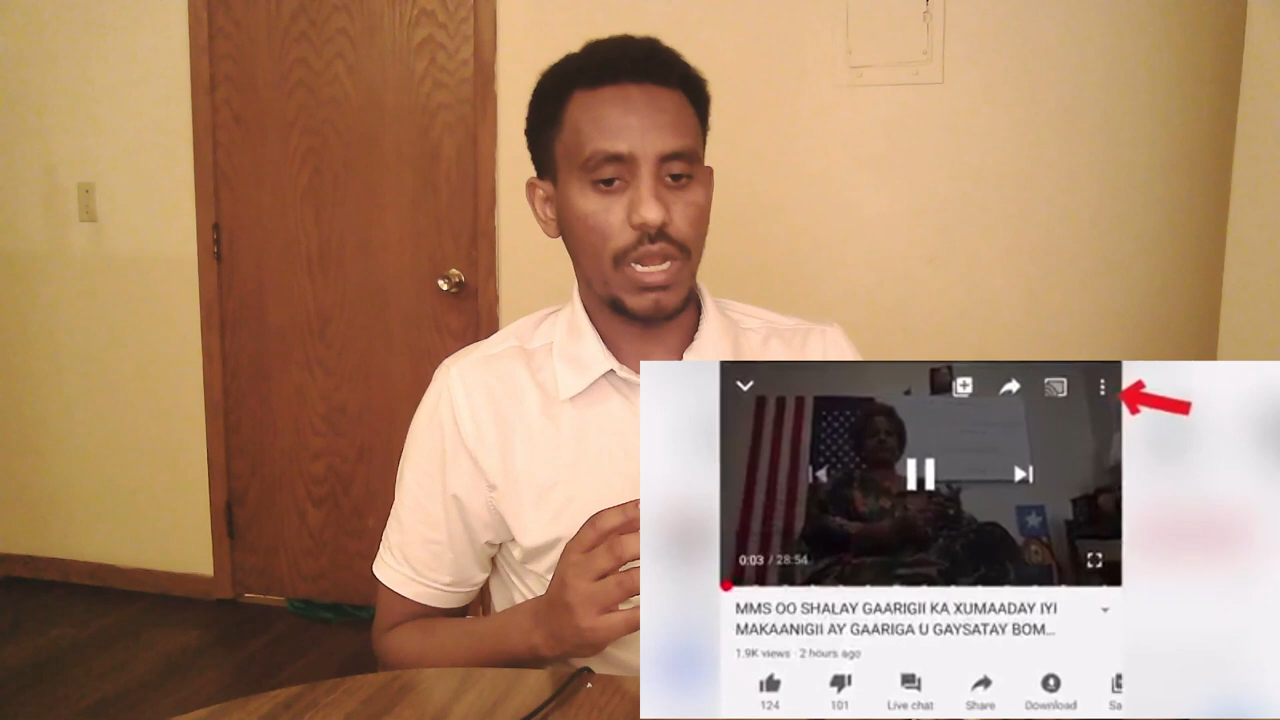 0:03 / 28:54
MMS OO SHALAY GAARIGII KA XUMAADAY IYI
MAKAANIGII AY GAARIGA U GAYSATAY BOM...
1.9K views · 2 hours ago
124
101
Live chat
Share
Download
Sa